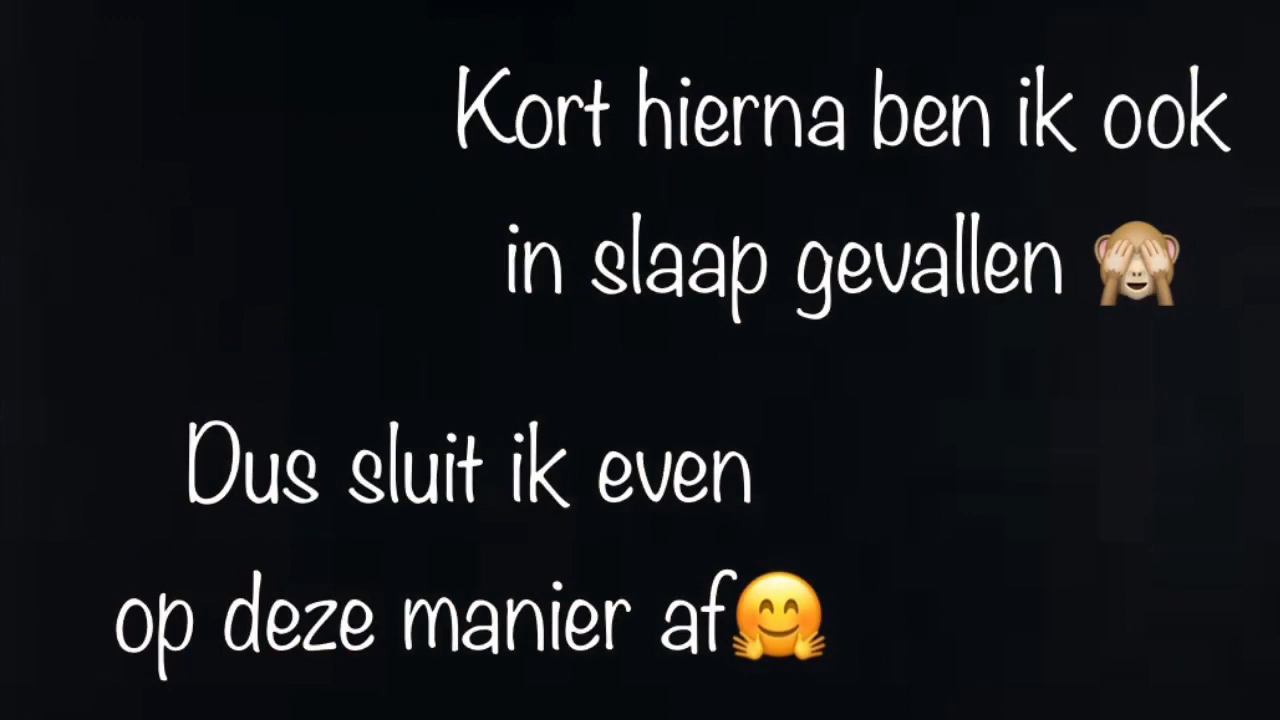 Kort hierna ben ik ook
in slaap gevallen 🙈
Dus sluit ik even
op deze manier af🤗